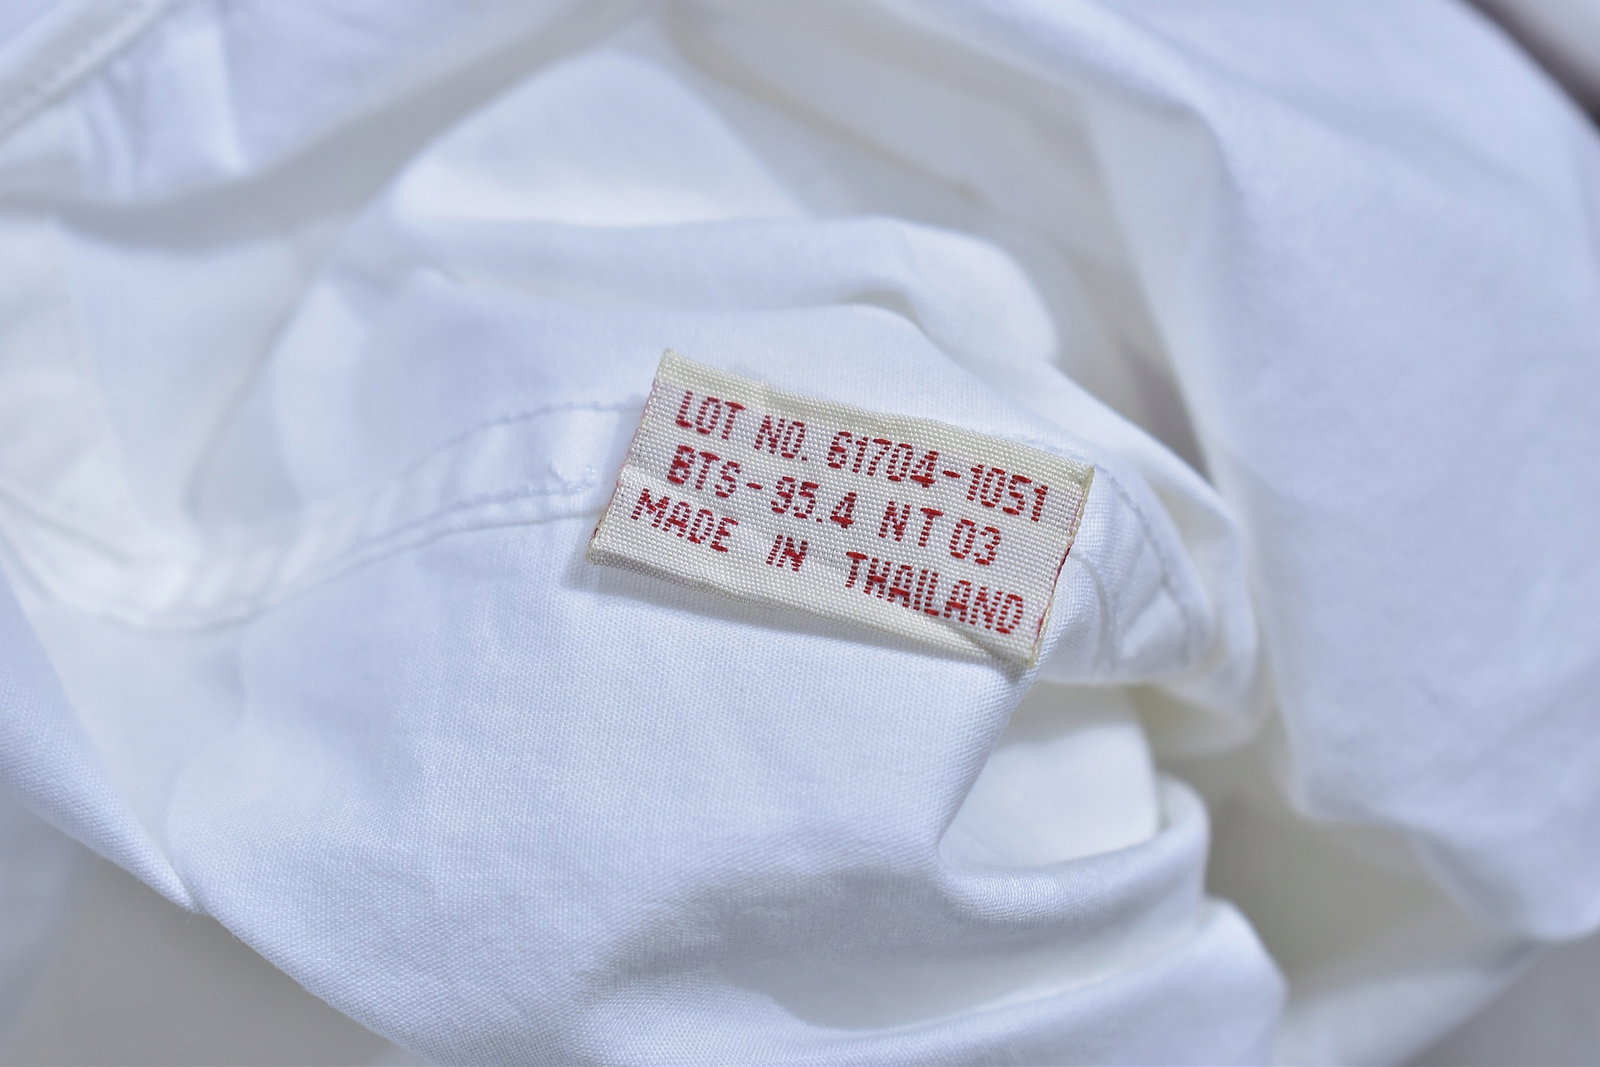 LOT NO. 61704-1051
BTS-95.4 NT 03
MADE IN THAILAND